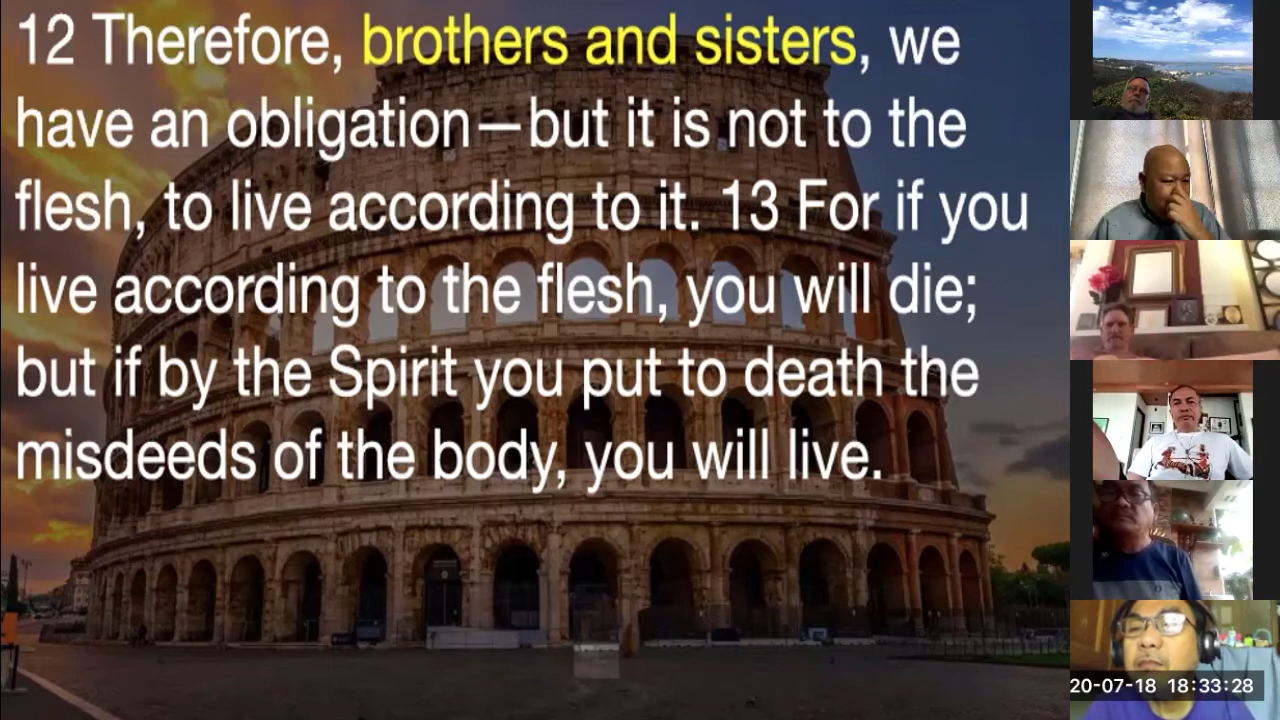 12 Therefore, brothers and sisters, we
have an obligation—but it is not to the
flesh, to live according to it. 13 For if you
live according to the flesh, you will die;
but if by the Spirit you put to death the
misdeeds of the body, you will live.
20-07-18 18:33:28